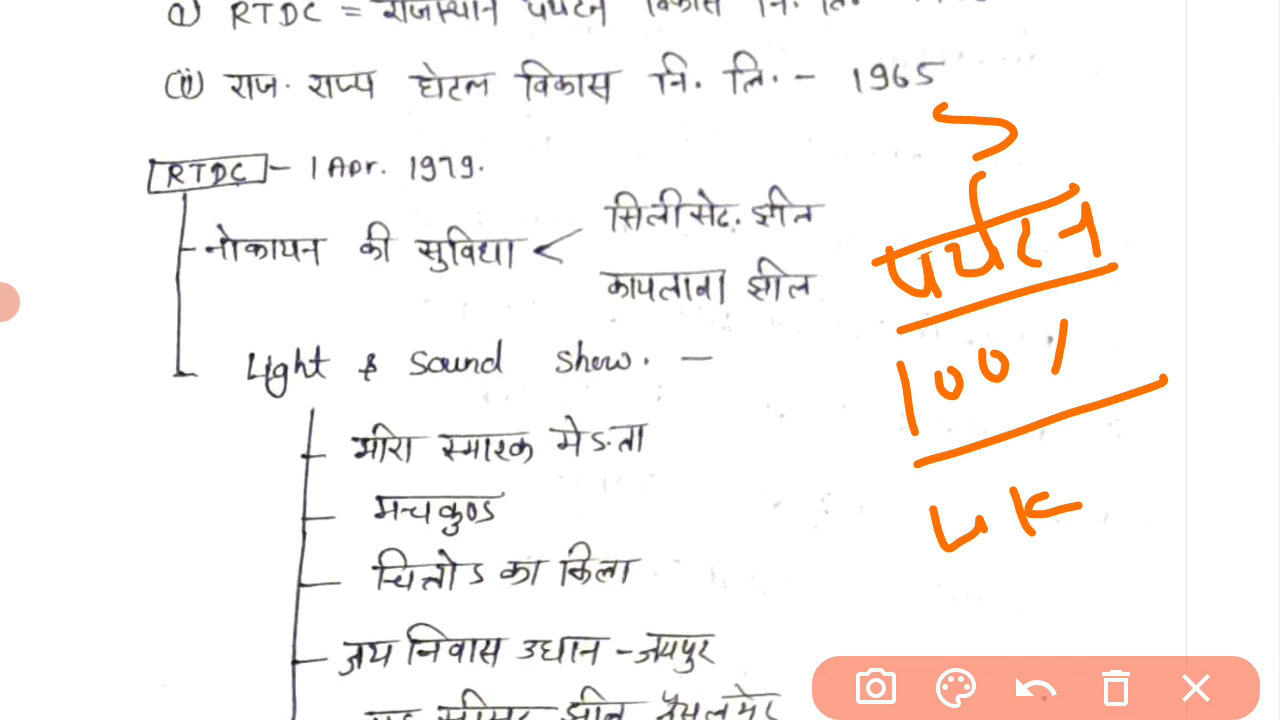 RTDC = राजस्थान पर्यटन विकास नि. लि.
(ii) राज. राज्य होटल विकास नि. लि. - 1965
RTDC - 1 Apr. 1979.
नौकायन की सुविधा < सिलीसेढ. झील
कायलाना झील
Light & Sound Show. -
मीरा स्मारक मेड़ता
मचकुण्ड
चित्तौड़ का किला
जय निवास उद्यान - जयपुर
झील जैसलमेर
पर्यटन
100%